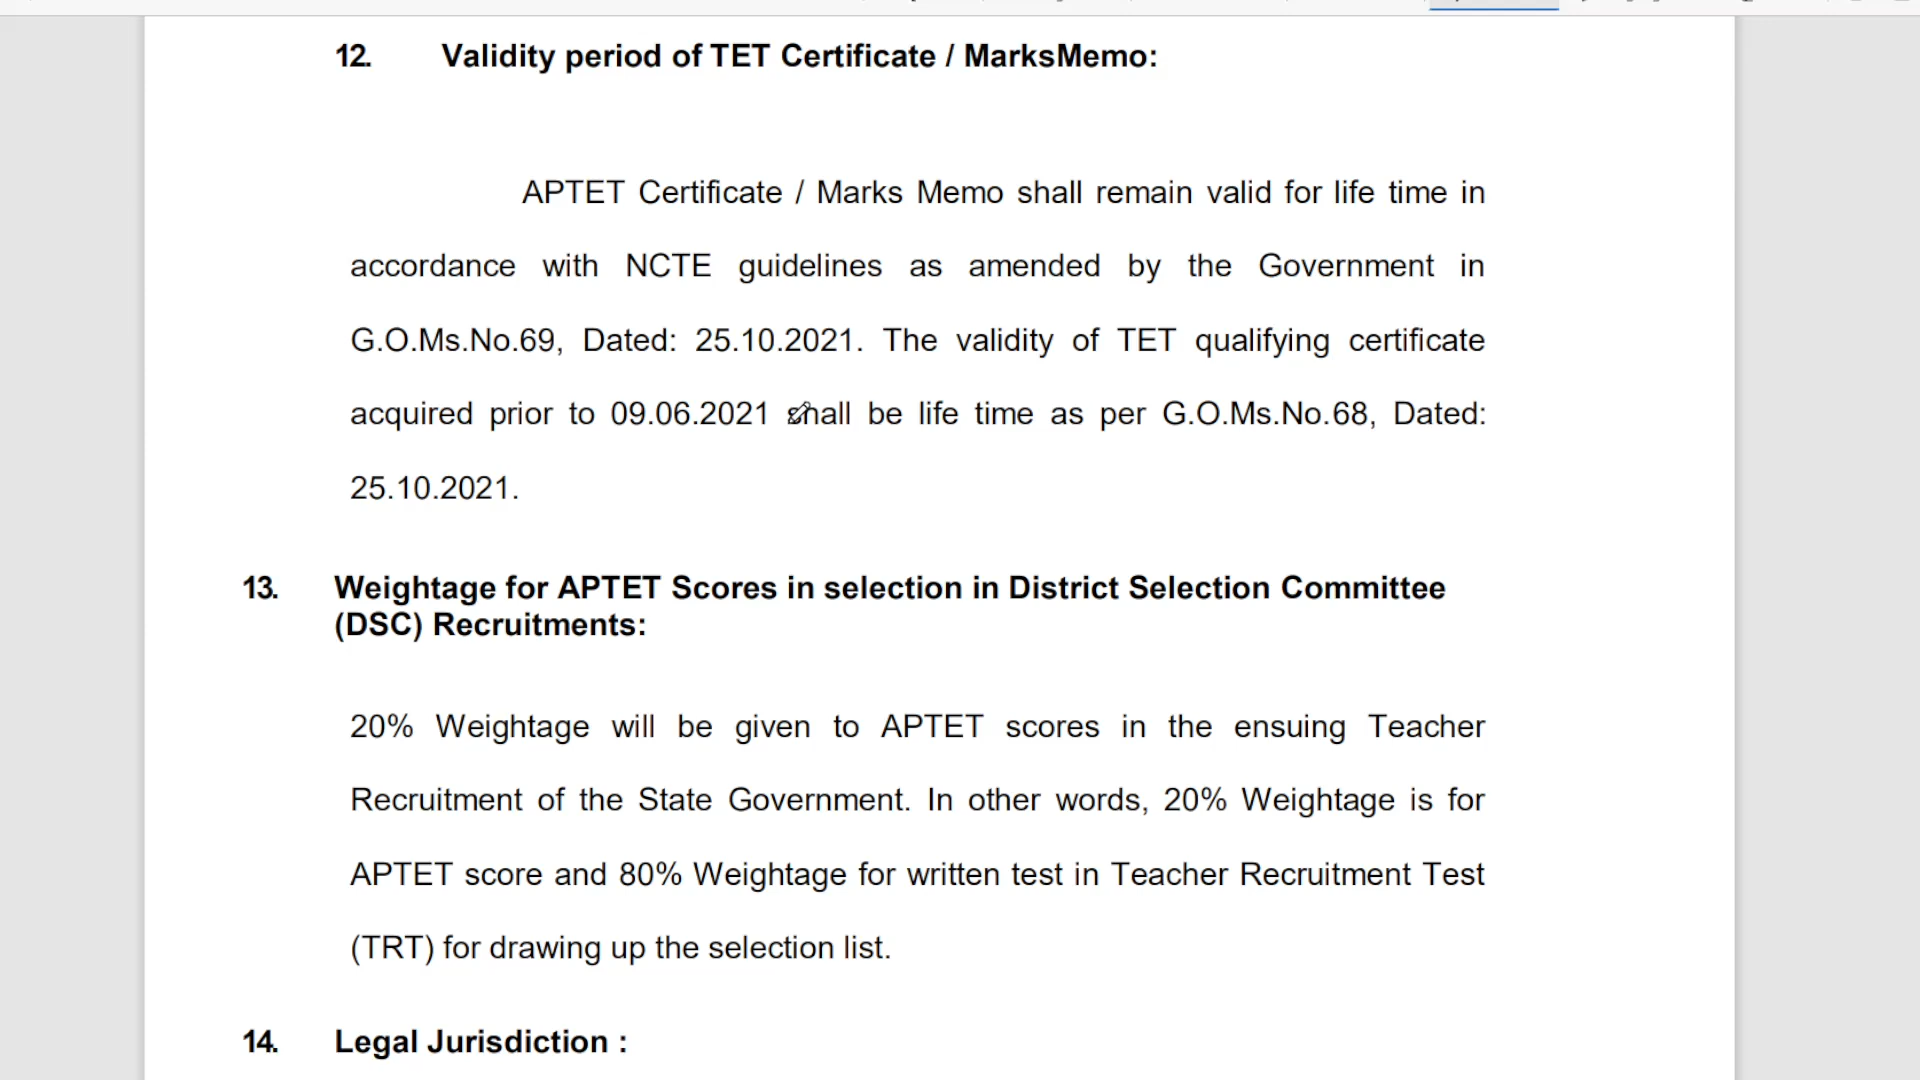 12. Validity period of TET Certificate / MarksMemo:
APTET Certificate / Marks Memo shall remain valid for life time in
accordance with NCTE guidelines as amended by the Government in
G.O.Ms.No.69, Dated: 25.10.2021. The validity of TET qualifying certificate
acquired prior to 09.06.2021 shall be life time as per G.O.Ms.No.68, Dated:
25.10.2021.
13. Weightage for APTET Scores in selection in District Selection Committee
(DSC) Recruitments:
20% Weightage will be given to APTET scores in the ensuing Teacher
Recruitment of the State Government. In other words, 20% Weightage is for
APTET score and 80% Weightage for written test in Teacher Recruitment Test
(TRT) for drawing up the selection list.
14. Legal Jurisdiction :